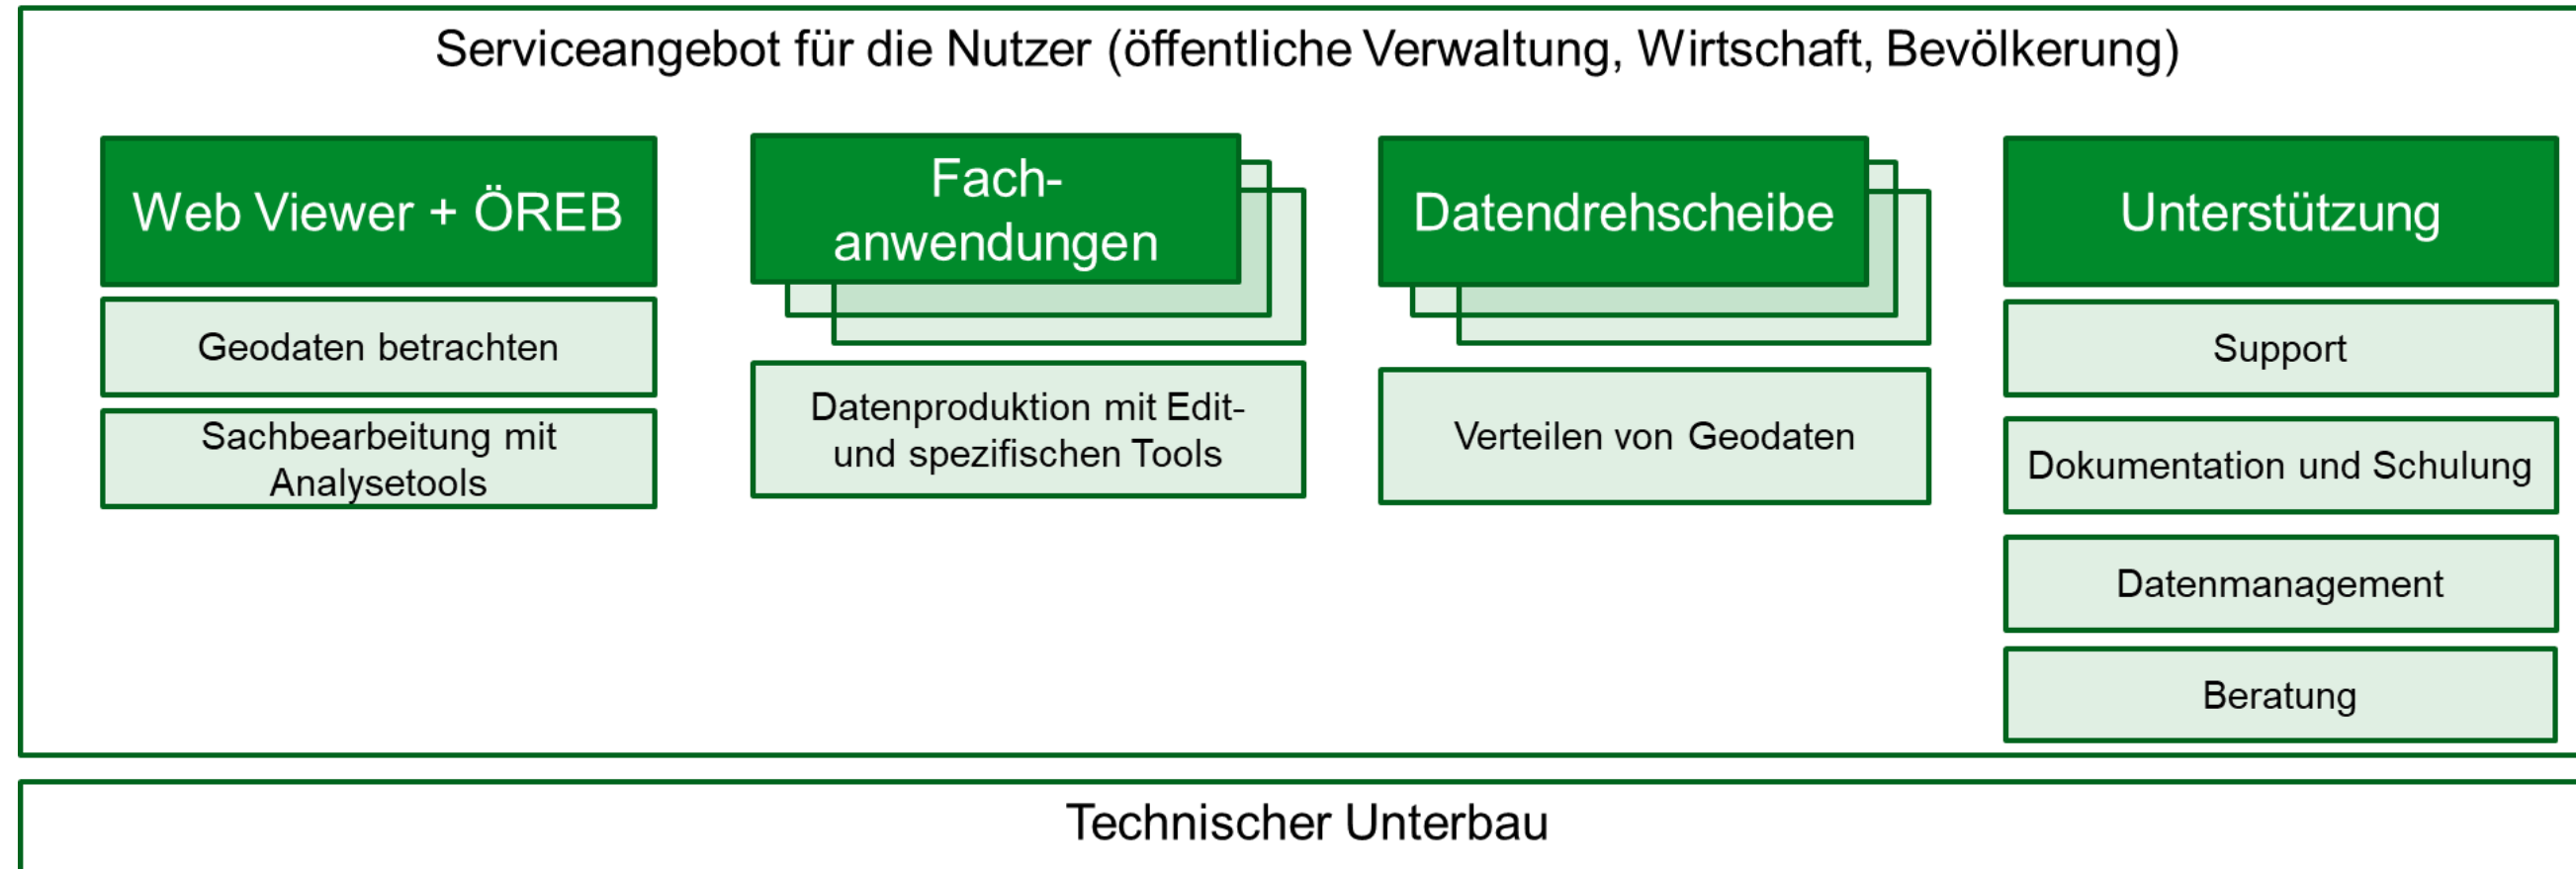 Serviceangebot für die Nutzer (öffentliche Verwaltung, Wirtschaft, Bevölkerung)
Web Viewer + ÖREB
Geodaten betrachten
Sachbearbeitung mit
Analysetools
Fach-
anwendungen
Datenproduktion mit Edit-
und spezifischen Tools
Datendrehscheibe
Verteilen von Geodaten
Unterstützung
Support
Dokumentation und Schulung
Datenmanagement
Beratung
Technischer Unterbau